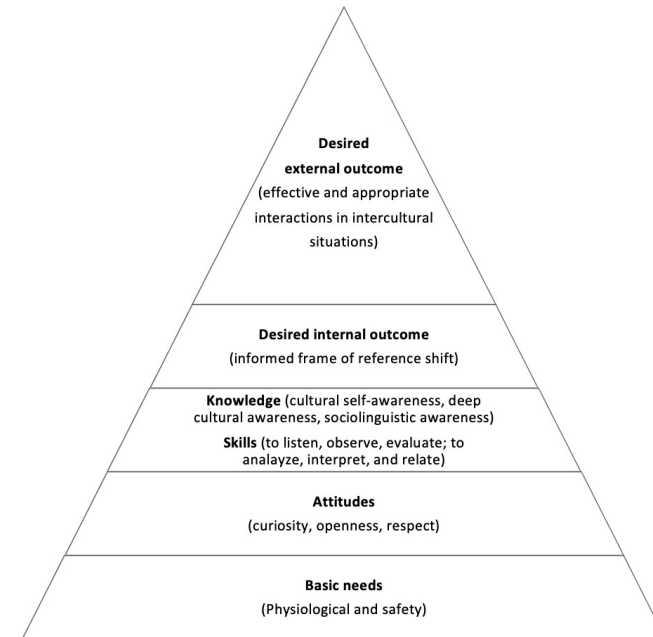 Desired
external outcome
(effective and appropriate
interactions in intercultural
situations)
Desired internal outcome
(informed frame of reference shift)
Knowledge (cultural self-awareness, deep
cultural awareness, sociolinguistic awareness)
Skills (to listen, observe, evaluate; to
analayze, interpret, and relate)
Attitudes
(curiosity, openness, respect)
Basic needs
(Physiological and safety)